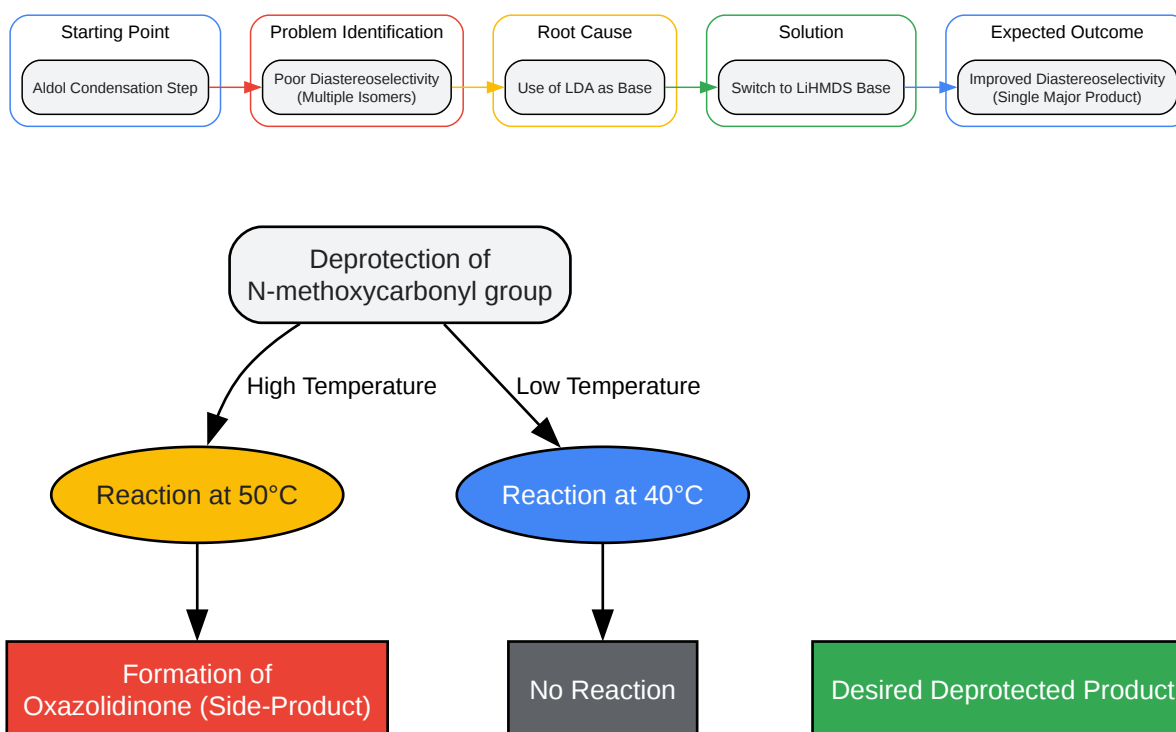 Starting Point
Problem Identification
Root Cause
Solution
Expected Outcome
Aldol Condensation Step
Poor Diastereoselectivity
(Multiple Isomers)
Use of LDA as Base
Switch to LiHMDS Base
Improved Diastereoselectivity
(Single Major Product)
Deprotection of
N-methoxycarbonyl group
High Temperature
Low Temperature
Reaction at 50°C
Reaction at 40°C
Formation of
Oxazolidinone (Side-Product)
No Reaction
Desired Deprotected Product